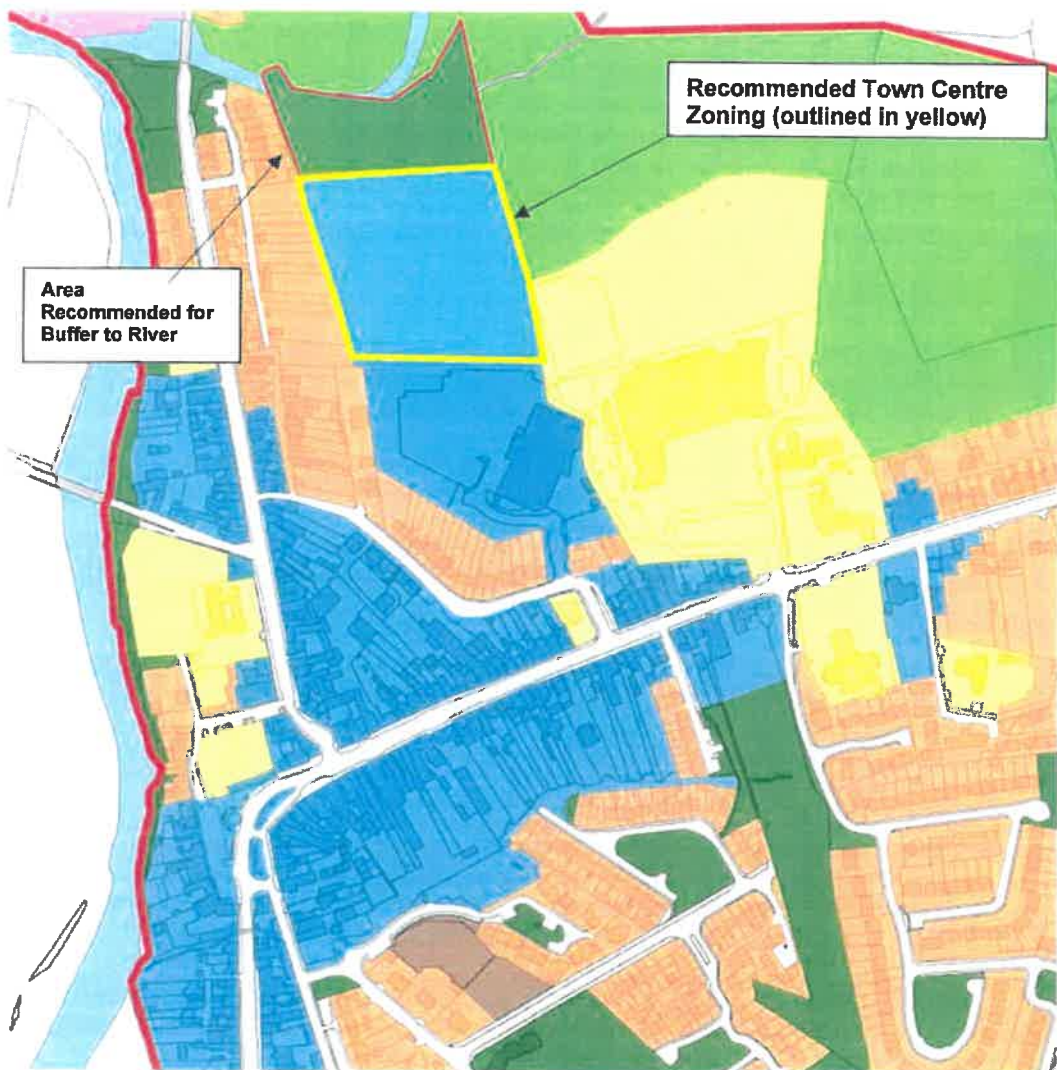 Recommended Town Centre
Zoning (outlined in yellow)
Area
Recommended for
Buffer to River